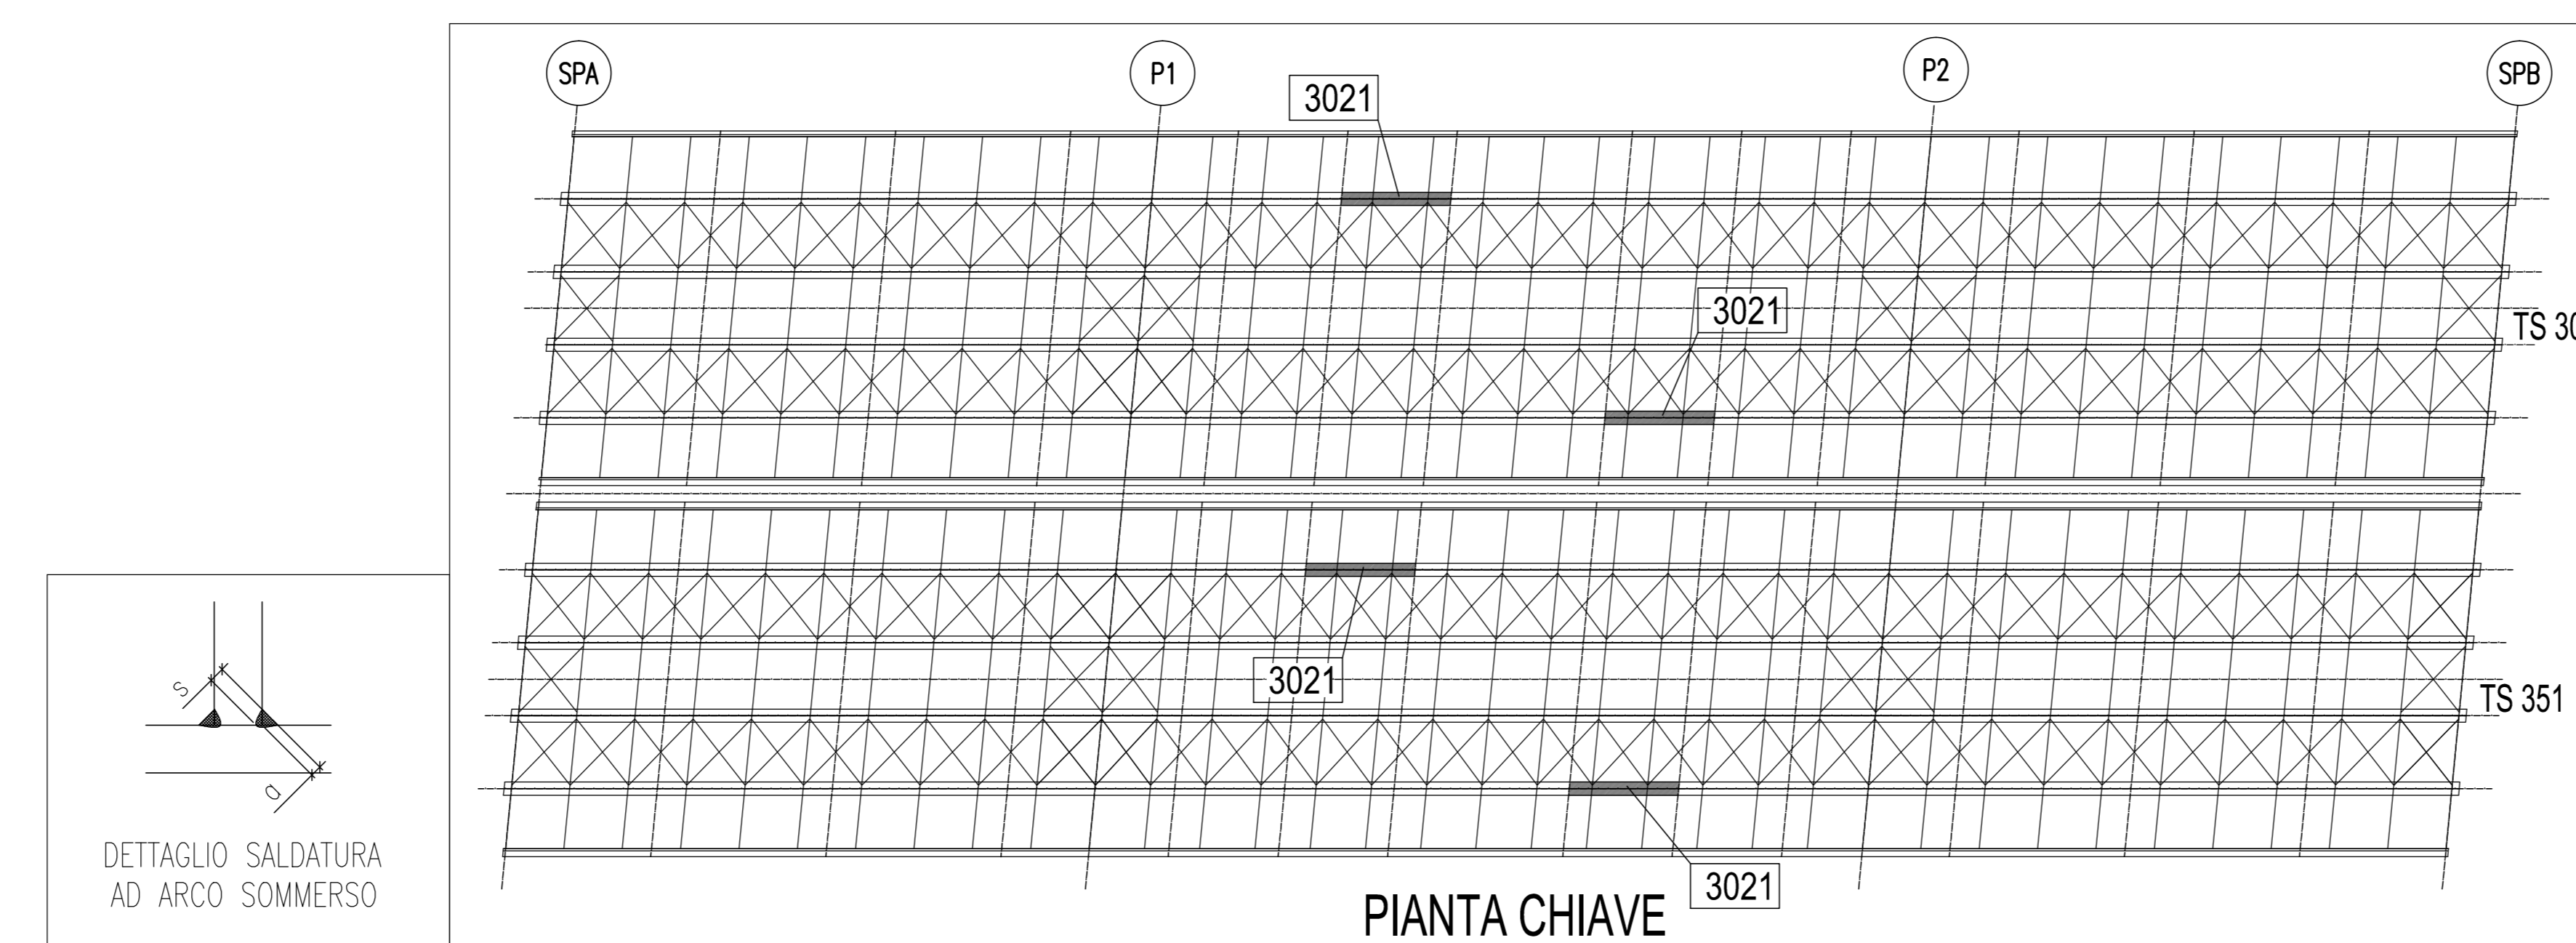 SPA
P1
P2
SPB
3021
3021
TS 30
3021
TS 351
3021
s
a
DETTAGLIO SALDATURA
AD ARCO SOMMERSO
PIANTA CHIAVE